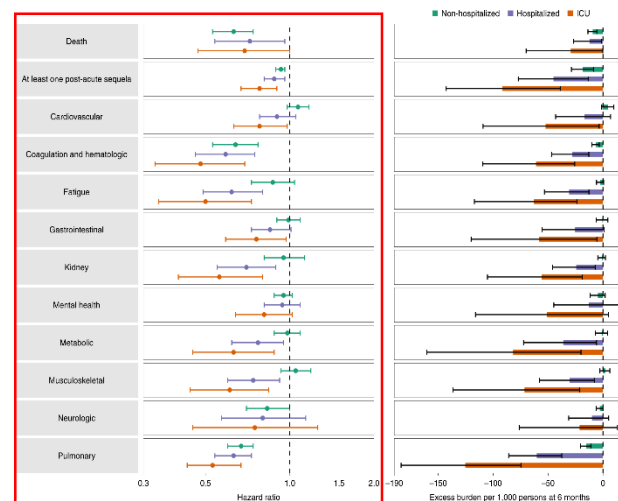 Non-hospitalized Hospitalized ICU
Death
At least one post-acute sequela
Cardiovascular
Coagulation and hematologic
Fatigue
Gastrointestinal
Kidney
Mental health
Metabolic
Musculoskeletal
Neurologic
Pulmonary
0.3 0.5 1.0 2.0
Hazard ratio
−190 −150 −100 −50 0
Excess burden per 1,000 persons at 6 months